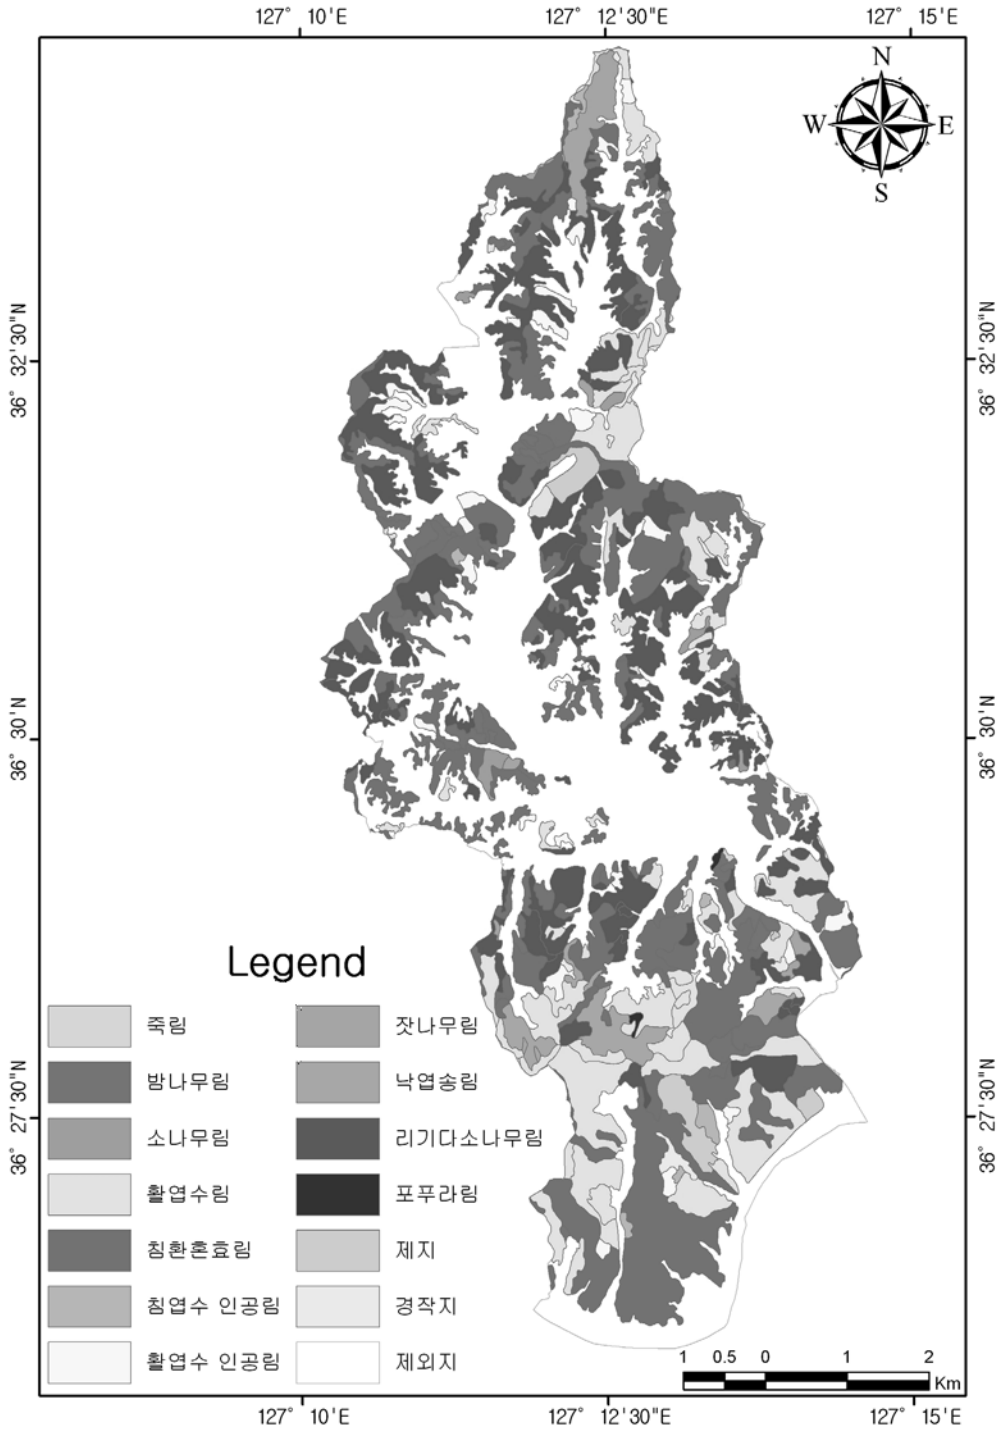 127° 10'E
127° 12'30"E
127° 15'E
N
W
E
S
36° 32'30"N
36° 32'30"N
36° 30'N
36° 30'N
36° 27'30"N
36° 27'30"N
Legend
죽림
밤나무림
소나무림
활엽수림
침환혼효림
침엽수 인공림
활엽수 인공림
잣나무림
낙엽송림
리기다소나무림
포푸라림
제지
경작지
제외지
1 0.5 0 1 2
Km
127° 10'E
127° 12'30"E
127° 15'E